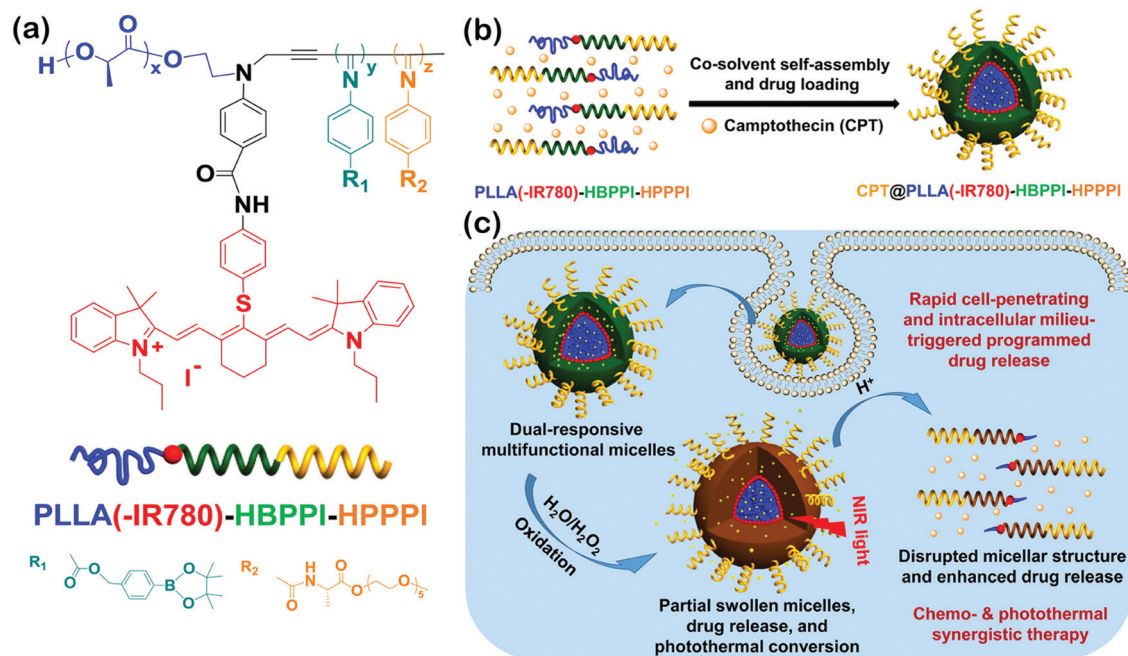 (a)
H
O
O
x
O
N
y
z
N
N
R1
R2
O
NH
S
N
+
I-
N
PLLA(-IR780)-HBPPI-HPPPI
R1
O
O
B
O
O
R2
O
H
N
O
O
O
5
(b)
Co-solvent self-assembly
and drug loading
Camptothecin (CPT)
PLLA(-IR780)-HBPPI-HPPPI
CPT@PLLA(-IR780)-HBPPI-HPPPI
(c)
Rapid cell-penetrating
and intracellular milieu-
triggered programmed
drug release
Dual-responsive
multifunctional micelles
H2O/H2O2
Oxidation
H+
NIR light
Partial swollen micelles,
drug release, and
photothermal conversion
Disrupted micellar structure
and enhanced drug release
Chemo- & photothermal
synergistic therapy